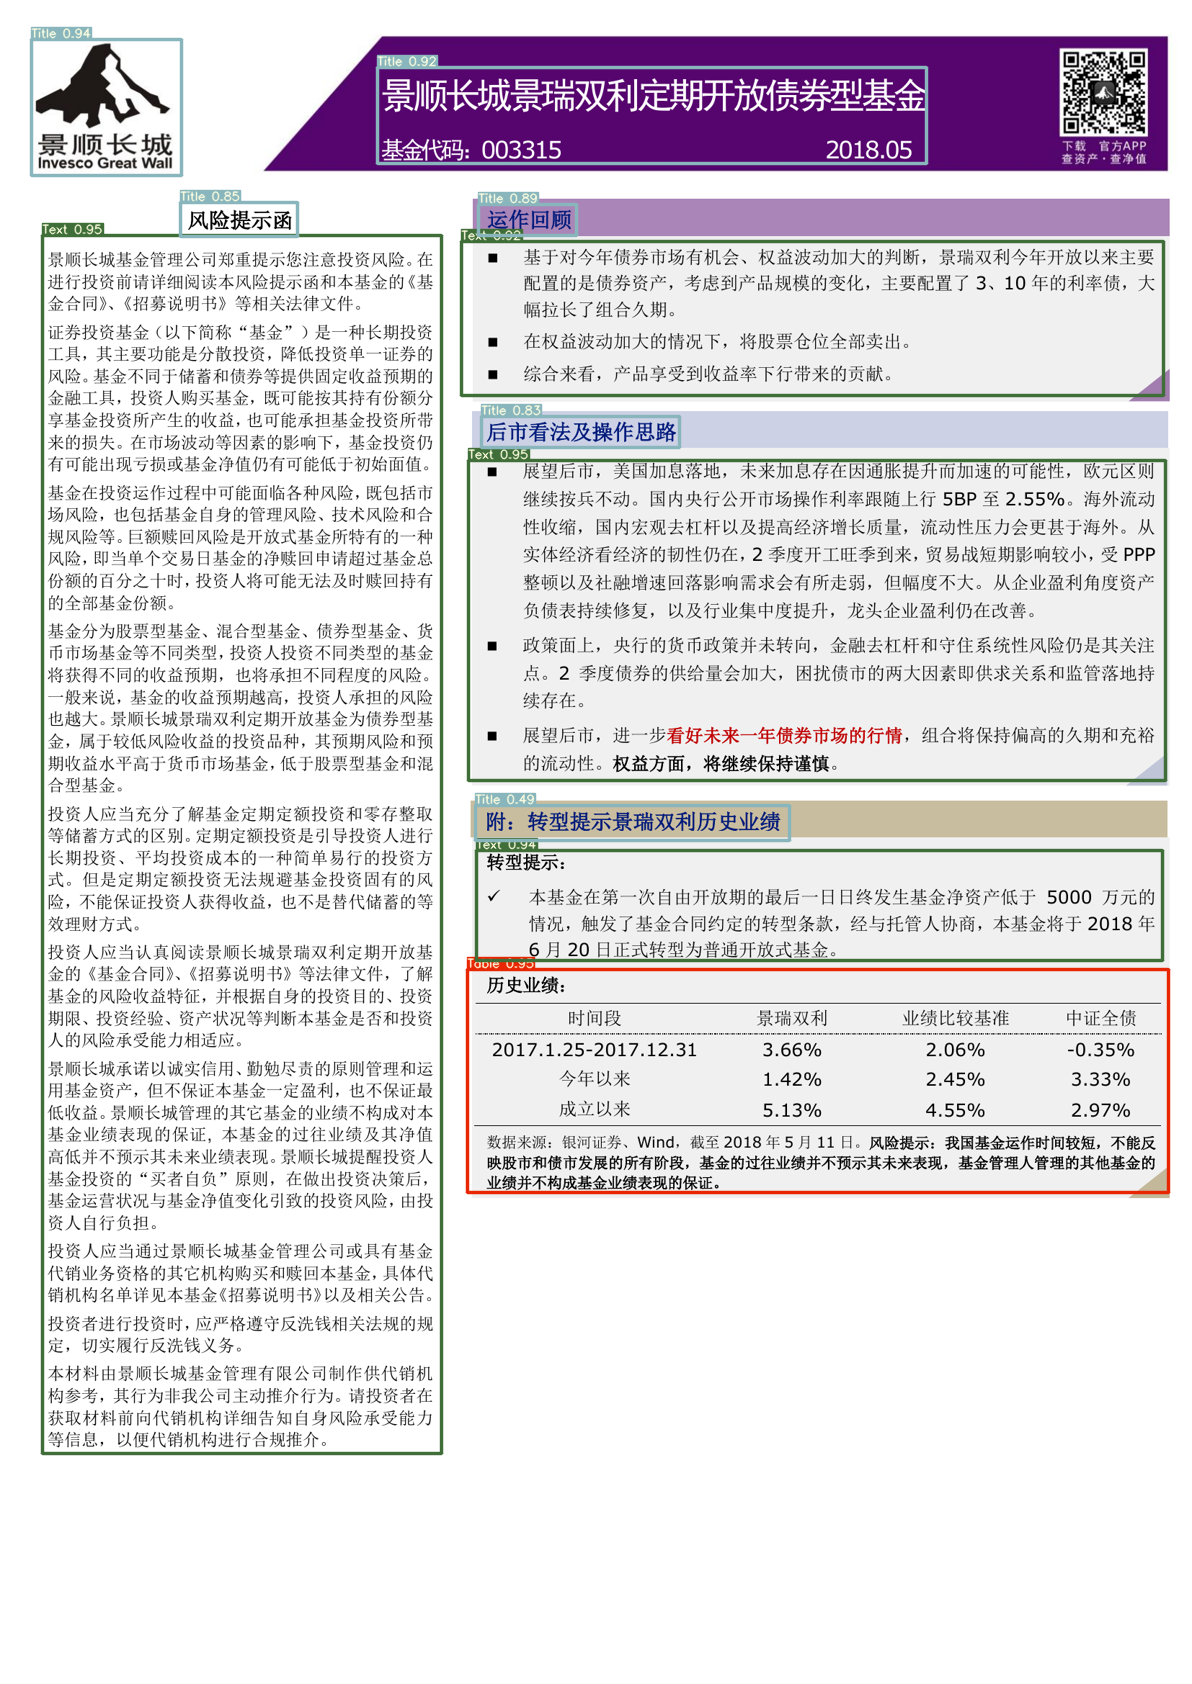 Title 0.94
景顺长城
Invesco Great Wall
Title 0.92
景顺长城景瑞双利定期开放债券型基金
基金代码：003315 2018.05
下载 官方APP
查资产·查净值
Title 0.85
风险提示函
Text 0.95
景顺长城基金管理公司郑重提示您注意投资风险。在
进行投资前请详细阅读本风险提示函和本基金的《基
金合同》、《招募说明书》等相关法律文件。
证券投资基金（以下简称“基金”）是一种长期投资
工具，其主要功能是分散投资，降低投资单一证券的
风险。基金不同于储蓄和债券等提供固定收益预期的
金融工具，投资人购买基金，既可能按其持有份额分
享基金投资所产生的收益，也可能承担基金投资所带
来的损失。在市场波动等因素的影响下，基金投资仍
有可能出现亏损或基金净值仍有可能低于初始面值。
基金在投资运作过程中可能面临各种风险，既包括市
场风险，也包括基金自身的管理风险、技术风险和合
规风险等。巨额赎回风险是开放式基金所特有的一种
风险，即当单个交易日基金的净赎回申请超过基金总
份额的百分之十时，投资人将可能无法及时赎回持有
的全部基金份额。
基金分为股票型基金、混合型基金、债券型基金、货
币市场基金等不同类型，投资人投资不同类型的基金
将获得不同的收益预期，也将承担不同程度的风险。
一般来说，基金的收益预期越高，投资人承担的风险
也越大。景顺长城景瑞双利定期开放基金为债券型基
金，属于较低风险收益的投资品种，其预期风险和预
期收益水平高于货币市场基金，低于股票型基金和混
合型基金。
投资人应当充分了解基金定期定额投资和零存整取
等储蓄方式的区别。定期定额投资是引导投资人进行
长期投资、平均投资成本的一种简单易行的投资方
式。但是定期定额投资无法规避基金投资固有的风
险，不能保证投资人获得收益，也不是替代储蓄的等
效理财方式。
投资人应当认真阅读景顺长城景瑞双利定期开放基
金的《基金合同》、《招募说明书》等法律文件，了解
基金的风险收益特征，并根据自身的投资目的、投资
期限、投资经验、资产状况等判断本基金是否和投资
人的风险承受能力相适应。
景顺长城承诺以诚实信用、勤勉尽责的原则管理和运
用基金资产，但不保证本基金一定盈利，也不保证最
低收益。景顺长城管理的其它基金的业绩不构成对本
基金业绩表现的保证，本基金的过往业绩及其净值
高低并不预示其未来业绩表现。景顺长城提醒投资人
基金投资的“买者自负”原则，在做出投资决策后，
基金运营状况与基金净值变化引致的投资风险，由投
资人自行负担。
投资人应当通过景顺长城基金管理公司或具有基金
代销业务资格的其它机构购买和赎回本基金，具体代
销机构名单详见本基金《招募说明书》以及相关公告。
投资者进行投资时，应严格遵守反洗钱相关法规的规
定，切实履行反洗钱义务。
本材料由景顺长城基金管理有限公司制作供代销机
构参考，其行为非我公司主动推介行为。请投资者在
获取材料前向代销机构详细告知自身风险承受能力
等信息，以便代销机构进行合规推介。
Title 0.89
运作回顾
Text 0.92
■ 基于对今年债券市场有机会、权益波动加大的判断，景瑞双利今年开放以来主要
配置的是债券资产，考虑到产品规模的变化，主要配置了 3、10 年的利率债，大
幅拉长了组合久期。
■ 在权益波动加大的情况下，将股票仓位全部卖出。
■ 综合来看，产品享受到收益率下行带来的贡献。
Title 0.83
后市看法及操作思路
Text 0.95
■ 展望后市，美国加息落地，未来加息存在因通胀提升而加速的可能性，欧元区则
继续按兵不动。国内央行公开市场操作利率跟随上行 5BP 至 2.55%。海外流动
性收缩，国内宏观去杠杆以及提高经济增长质量，流动性压力会更甚于海外。从
实体经济看经济的韧性仍在，2 季度开工旺季到来，贸易战短期影响较小，受 PPP
整顿以及社融增速回落影响需求会有所走弱，但幅度不大。从企业盈利角度资产
负债表持续修复，以及行业集中度提升，龙头企业盈利仍在改善。
■ 政策面上，央行的货币政策并未转向，金融去杠杆和守住系统性风险仍是其关注
点。2 季度债券的供给量会加大，困扰债市的两大因素即供求关系和监管落地持
续存在。
■ 展望后市，进一步看好未来一年债券市场的行情，组合将保持偏高的久期和充裕
的流动性。权益方面，将继续保持谨慎。
Title 0.49
附：转型提示景瑞双利历史业绩
Text 0.94
转型提示：
✓ 本基金在第一次自由开放期的最后一日日终发生基金净资产低于 5000 万元的
情况，触发了基金合同约定的转型条款，经与托管人协商，本基金将于 2018 年
6 月 20 日正式转型为普通开放式基金。
Table 0.95
历史业绩：
时间段 景瑞双利 业绩比较基准 中证全债
2017.1.25-2017.12.31 3.66% 2.06% -0.35%
今年以来 1.42% 2.45% 3.33%
成立以来 5.13% 4.55% 2.97%
数据来源：银河证券、Wind，截至 2018 年 5 月 11 日。风险提示：我国基金运作时间较短，不能反
映股市和债市发展的所有阶段，基金的过往业绩并不预示其未来表现，基金管理人管理的其他基金的
业绩并不构成基金业绩表现的保证。